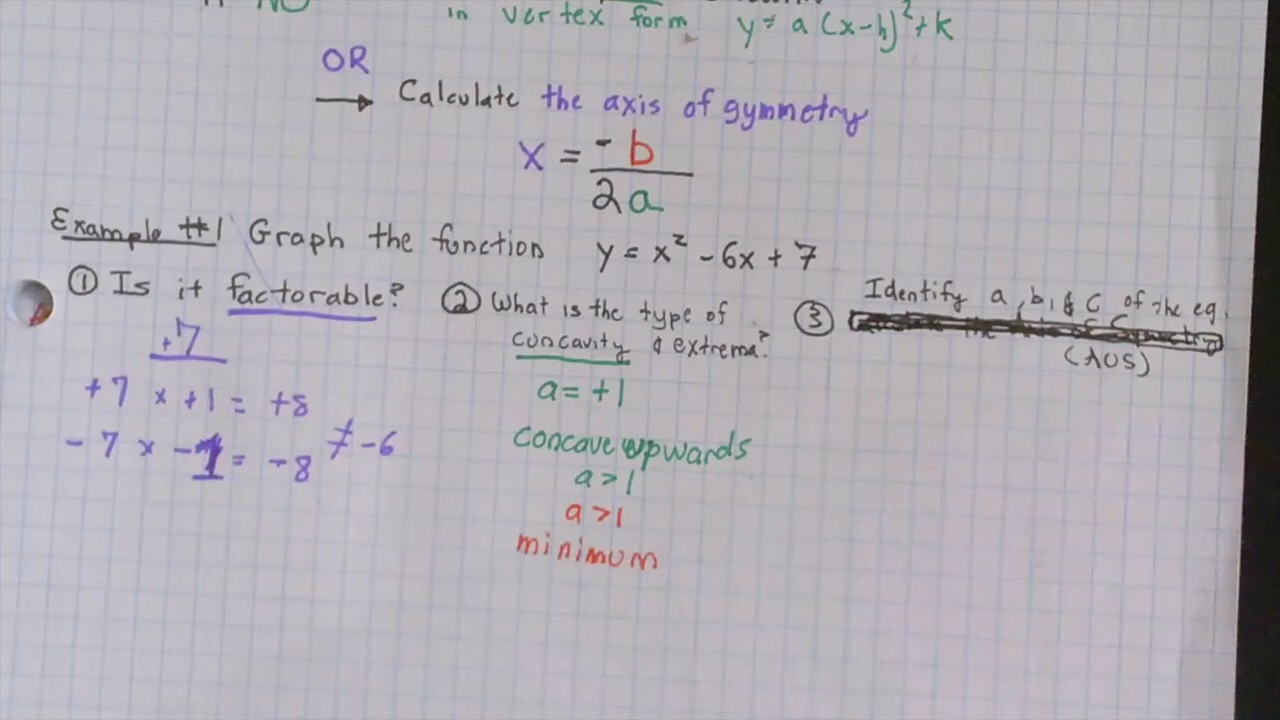 NO
in vertex form y = a (x-h)² + k
OR
→ Calculate the axis of symmetry
x = -b
2a
Example #1 Graph the function y = x² - 6x + 7
① Is it factorable?
+7
+7 x +1 = +8
-7 x -1 = -8 ≠ -6
② What is the type of
concavity & extrema?
a = +1
concave upwards
a > 1
a > 1
minimum
③ Identify a, b, & C of the eq.
(AOS)